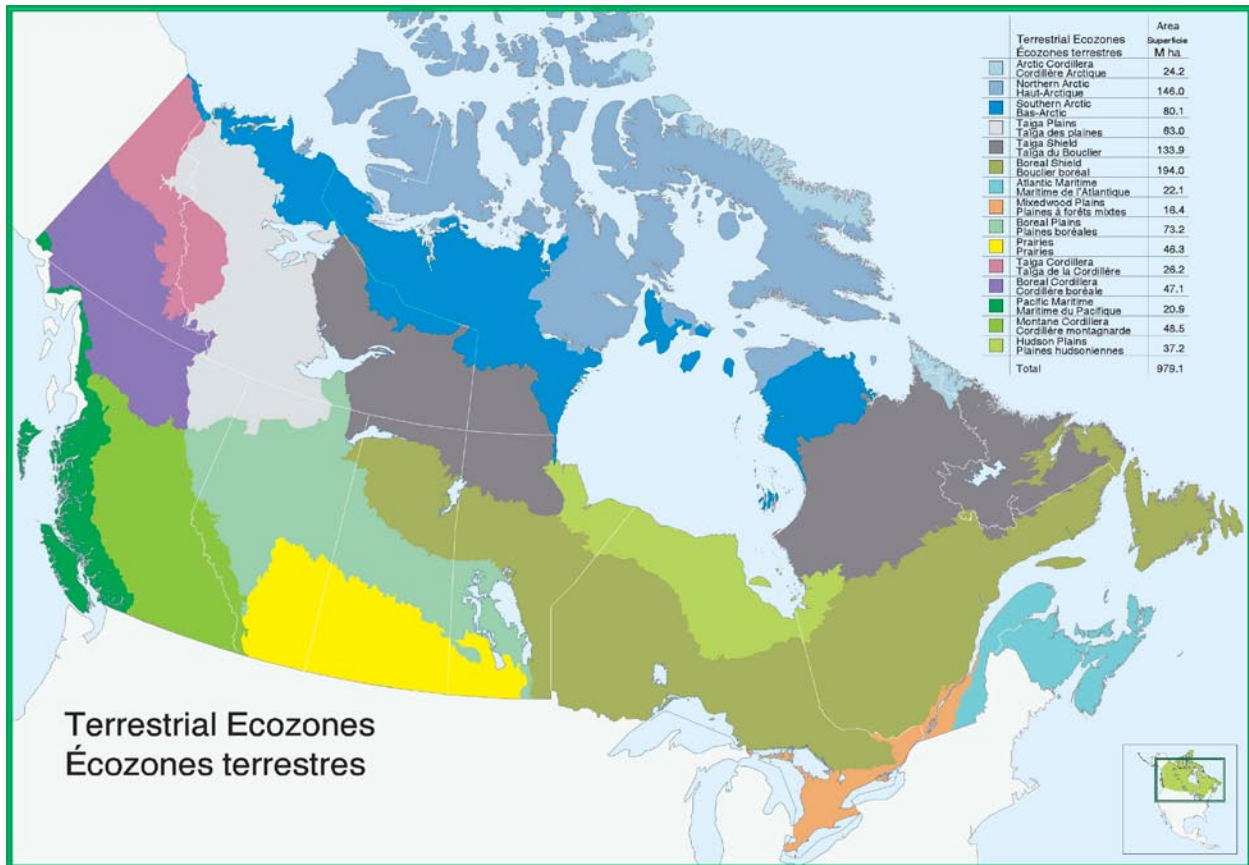 Area
Superficie
Terrestrial Ecozones
Écozones terrestres M ha
Arctic Cordillera
Cordillère Arctique 24.2
Northern Arctic
Haut-Arctique 146.0
Southern Arctic
Bas-Arctic 80.1
Taiga Plains
Taïga des plaines 63.0
Taiga Shield
Taïga du Bouclier 133.9
Boreal Shield
Bouclier boréal 194.0
Atlantic Maritime
Maritime de l'Atlantique 22.1
Mixedwood Plains
Plaines à forêts mixtes 16.4
Boreal Plains
Plaines boréales 73.2
Prairies
Prairies 46.3
Taiga Cordillera
Taïga de la Cordillère 26.2
Boreal Cordillera
Cordillère boréale 47.1
Pacific Maritime
Maritime du Pacifique 20.9
Montane Cordillera
Cordillère montagnarde 48.5
Hudson Plains
Plaines hudsoniennes 37.2
Total 979.1
Terrestrial Ecozones
Écozones terrestres